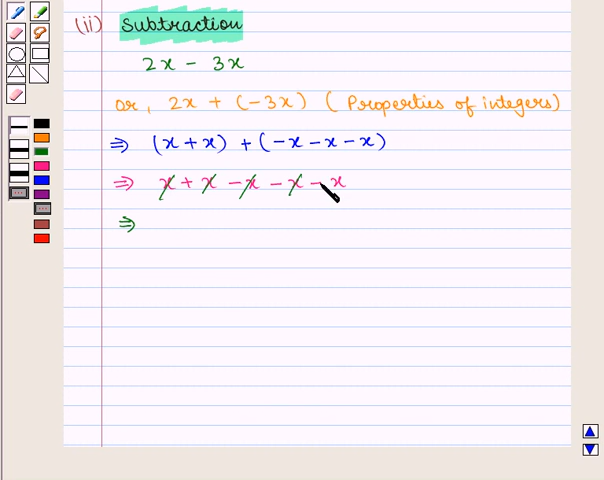 (ii) Subtraction
2x - 3x
or, 2x + (-3x) ( Properties of integers)
⇒ (x + x) + (-x - x - x)
⇒ x + x - x - x - x
⇒